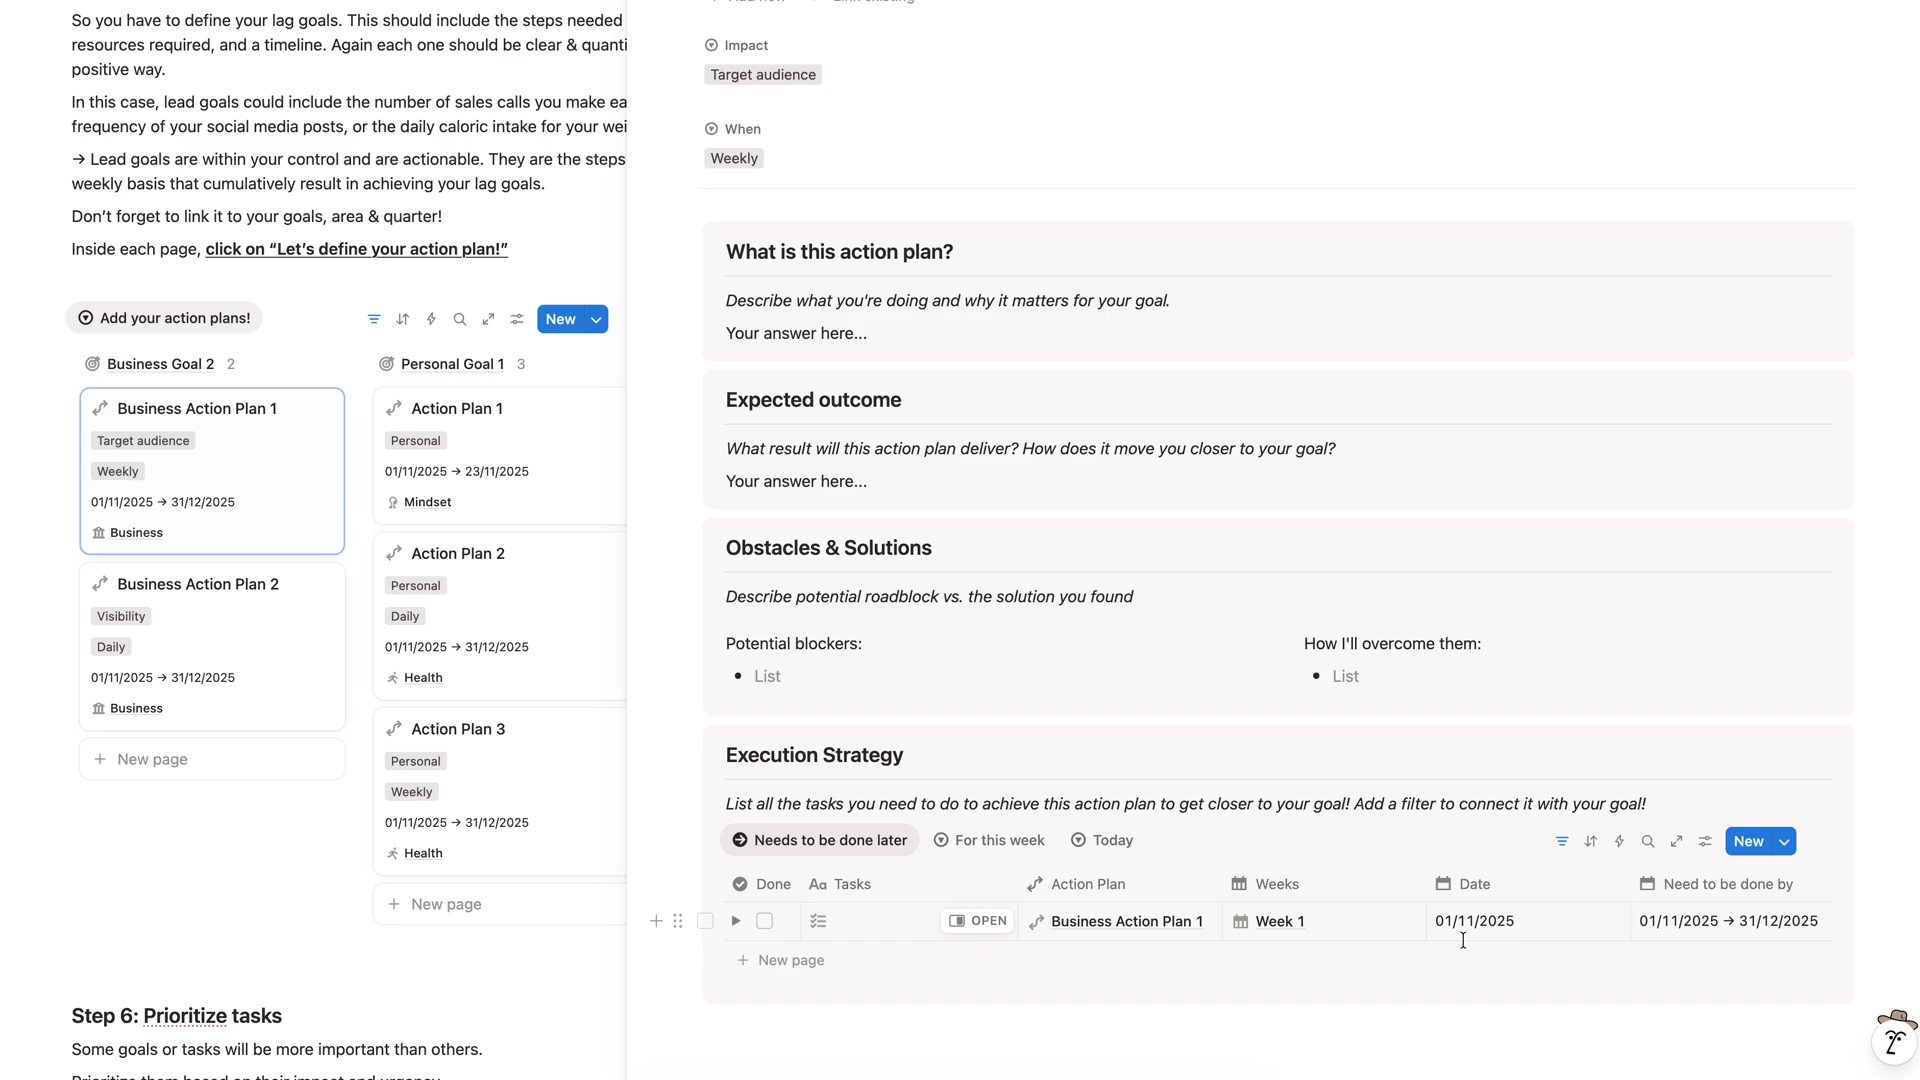 So you have to define your lag goals. This should include the steps needed
resources required, and a timeline. Again each one should be clear & quanti
positive way.
In this case, lead goals could include the number of sales calls you make ea
frequency of your social media posts, or the daily caloric intake for your wei
→ Lead goals are within your control and are actionable. They are the steps
weekly basis that cumulatively result in achieving your lag goals.
Don’t forget to link it to your goals, area & quarter!
Inside each page, click on “Let’s define your action plan!”
Add your action plans!
New
Business Goal 2 2
Business Action Plan 1
Target audience
Weekly
01/11/2025 → 31/12/2025
Business
Business Action Plan 2
Visibility
Daily
01/11/2025 → 31/12/2025
Business
+ New page
Personal Goal 1 3
Action Plan 1
Personal
01/11/2025 → 23/11/2025
Mindset
Action Plan 2
Personal
Daily
01/11/2025 → 31/12/2025
Health
Action Plan 3
Personal
Weekly
01/11/2025 → 31/12/2025
Health
+ New page
Step 6: Prioritize tasks
Some goals or tasks will be more important than others.
Prioritize them based on their impact and urgency
Impact
Target audience
When
Weekly
What is this action plan?
Describe what you're doing and why it matters for your goal.
Your answer here...
Expected outcome
What result will this action plan deliver? How does it move you closer to your goal?
Your answer here...
Obstacles & Solutions
Describe potential roadblock vs. the solution you found
Potential blockers:
• List
How I'll overcome them:
• List
Execution Strategy
List all the tasks you need to do to achieve this action plan to get closer to your goal! Add a filter to connect it with your goal!
Needs to be done later For this week Today New
Done Aa Tasks Action Plan Weeks Date Need to be done by
OPEN Business Action Plan 1 Week 1 01/11/2025 01/11/2025 → 31/12/2025
+ New page